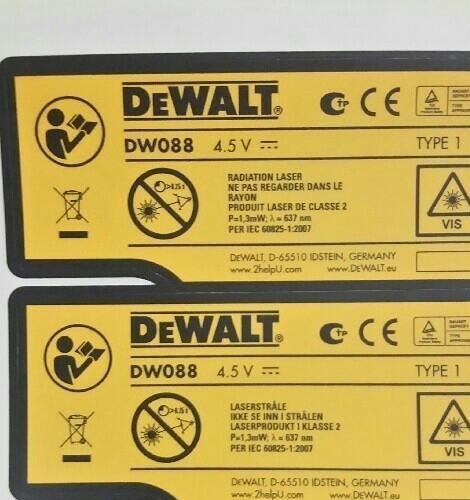 DEWALT®
DW088 4.5 V
TYPE 1
>0.25 s
RADIATION LASER
NE PAS REGARDER DANS LE
RAYON
PRODUIT LASER DE CLASSE 2
P=1,3mW; λ = 637 nm
PER IEC 60825-1:2007
VIS
DEWALT, D-65510 IDSTEIN, GERMANY
www.2helpU.com www.DEWALT.eu
DEWALT®
DW088 4.5 V
TYPE 1
LASERSTRÅLE
IKKE SE INN I STRÅLEN
LASERPRODUKT I KLASSE 2
P=1,3mW; λ = 637 nm
PER IEC 60825-1:2007
VIS
DEWALT, D-65510 IDSTEIN, GERMANY
www.2helpU.com www.DEWALT.eu